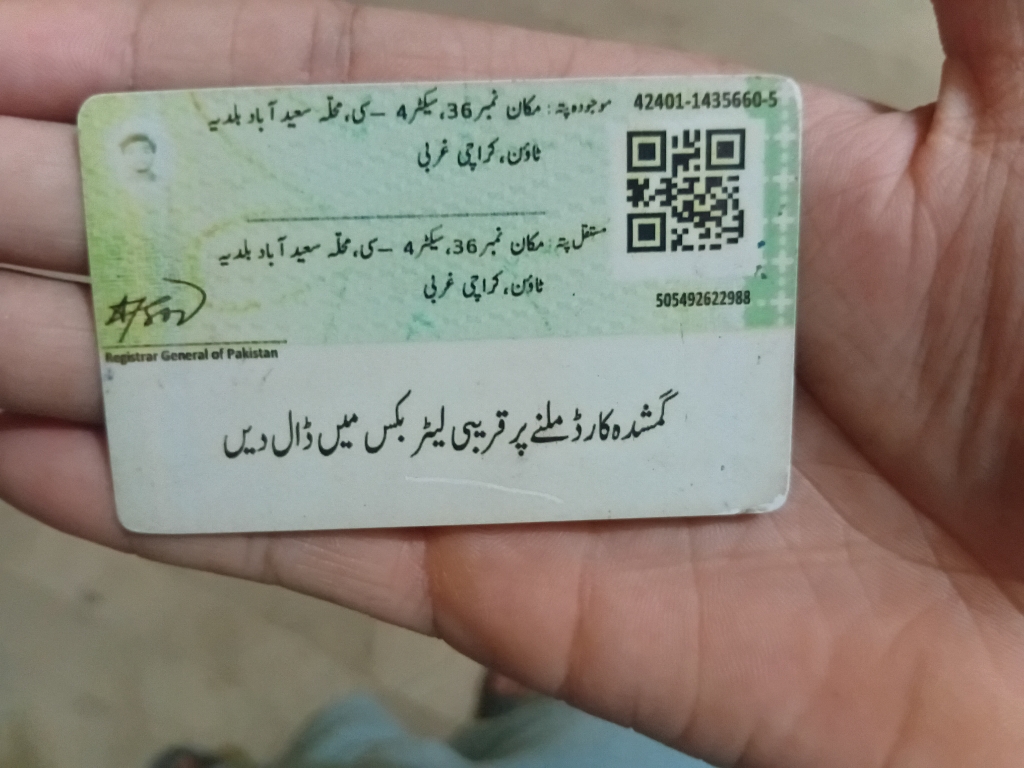 42401-1435660-5
موجودہ پتہ: مکان نمبر 36، سیکٹر 4 –سی، محلہ سعید آباد بلدیہ
ٹاؤن، کراچی غربی
مستقل پتہ: مکان نمبر 36، سیکٹر 4 –سی، محلہ سعید آباد بلدیہ
ٹاؤن، کراچی غربی
505492622988
Registrar General of Pakistan
گمشدہ کارڈ ملنے پر قریبی لیٹر بکس میں ڈال دیں